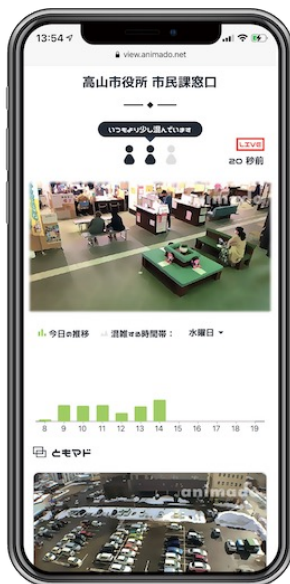 13:54
view.animado.net
高山市役所 市民課窓口
いつもより少し混んでいます
LIVE
20 秒前
animado
今日の推移
混雑する時間帯：
水曜日
8 9 10 11 12 13 14 15 16 17 18 19
ともマド
animado